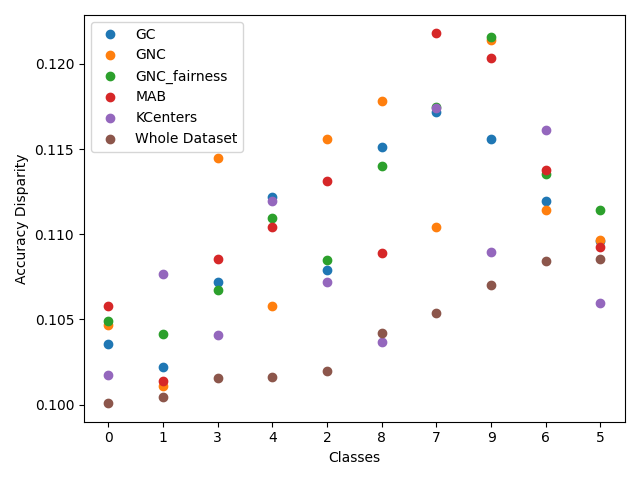 GC
GNC
GNC_fairness
MAB
KCenters
Whole Dataset
0.120
0.115
0.110
0.105
0.100
Accuracy Disparity
0 1 3 4 2 8 7 9 6 5
Classes